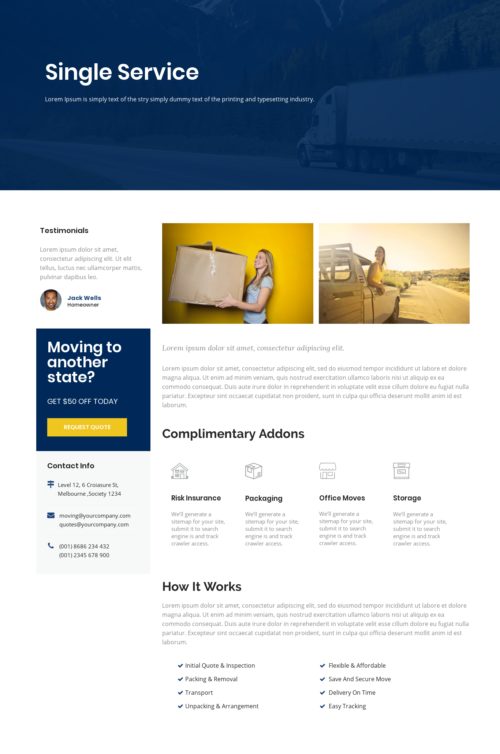 Single Service
Lorem Ipsum is simply text of the stry simply dummy text of the printing and typesetting industry.
Testimonials
Lorem ipsum dolor sit amet,
consectetur adipiscing elit. Ut elit
tellus, luctus nec ullamcorper mattis,
pulvinar dapibus leo.
Jack Wells
Homeowner
Moving to
another
state?
GET $50 OFF TODAY
REQUEST QUOTE
Contact Info
Level 12, 6 Croiasure St,
Melbourne ,Society 1234
moving@yourcompany.com
quotes@yourcompany.com
(001) 8686 234 432
(001) 2345 678 900
Lorem ipsum dolor sit amet, consectetur adipiscing elit.
Lorem ipsum dolor sit amet, consectetur adipisicing elit, sed do eiusmod tempor incididunt ut labore et dolore
magna aliqua. Ut enim ad minim veniam, quis nostrud exercitation ullamco laboris nisi ut aliquip ex ea
commodo consequat. Duis aute irure dolor in reprehenderit in voluptate velit esse cillum dolore eu fugiat nulla
pariatur. Excepteur sint occaecat cupidatat non proident, sunt in culpa qui officia deserunt mollit anim id est
laborum.
Complimentary Addons
Risk Insurance
We'll generate a
sitemap for your site,
submit it to search
engine is and track
crawler access.
Packaging
We'll generate a
sitemap for your site,
submit it to search
engine is and track
crawler access.
Office Moves
We'll generate a
sitemap for your site,
submit it to search
engine is and track
crawler access.
Storage
We'll generate a
sitemap for your site,
submit it to search
engine is and track
crawler access.
How It Works
Lorem ipsum dolor sit amet, consectetur adipisicing elit, sed do eiusmod tempor incididunt ut labore et dolore
magna aliqua. Ut enim ad minim veniam, quis nostrud exercitation ullamco laboris nisi ut aliquip ex ea
commodo consequat. Duis aute irure dolor in reprehenderit in voluptate velit esse cillum dolore eu fugiat nulla
pariatur. Excepteur sint occaecat cupidatat non proident, sunt in culpa qui officia deserunt mollit anim id est
laborum.
Initial Quote & Inspection
Packing & Removal
Transport
Unpacking & Arrangement
Flexible & Affordable
Save And Secure Move
Delivery On Time
Easy Tracking